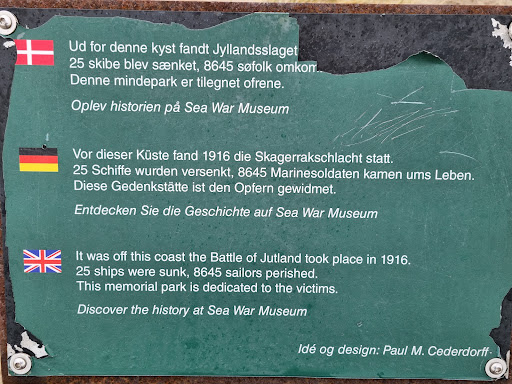 Ud for denne kyst fandt Jyllandsslaget
25 skibe blev sænket, 8645 søfolk omkom
Denne mindepark er tilegnet ofrene.
Oplev historien på Sea War Museum
Vor dieser Küste fand 1916 die Skagerrakschlacht statt.
25 Schiffe wurden versenkt, 8645 Marinesoldaten kamen ums Leben.
Diese Gedenkstätte ist den Opfern gewidmet.
Entdecken Sie die Geschichte auf Sea War Museum
It was off this coast the Battle of Jutland took place in 1916.
25 ships were sunk, 8645 sailors perished.
This memorial park is dedicated to the victims.
Discover the history at Sea War Museum
Idé og design: Paul M. Cederdorff